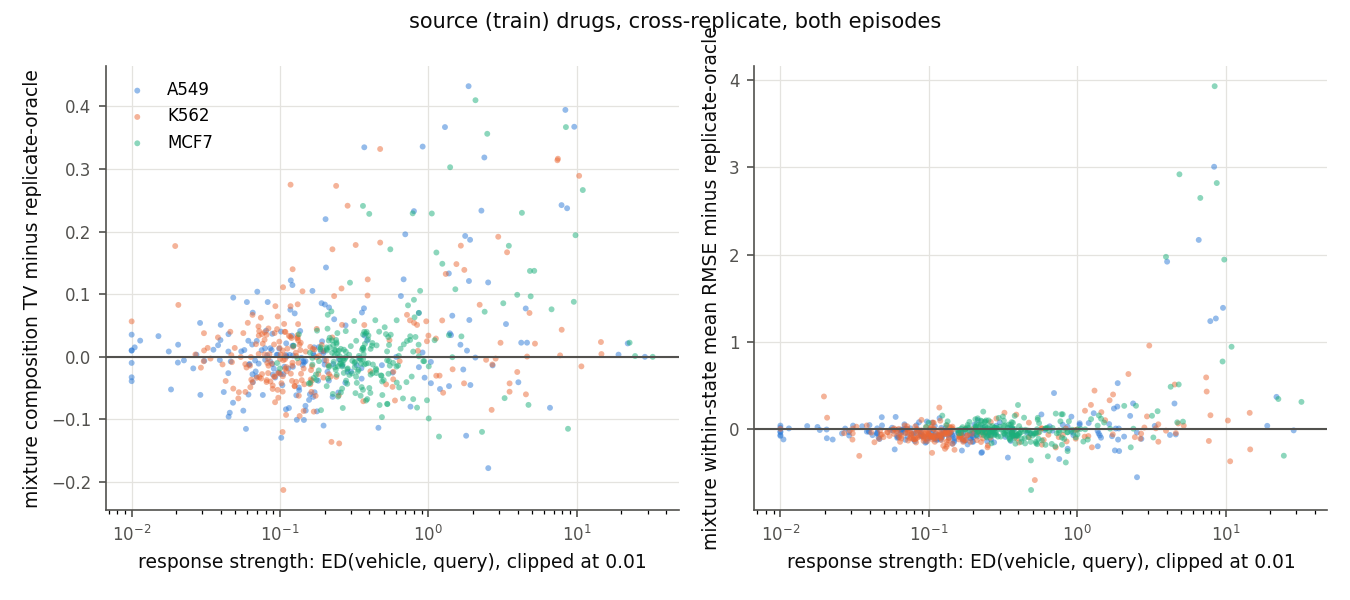 source (train) drugs, cross-replicate, both episodes
mixture composition TV minus replicate-oracle
0.4
0.3
0.2
0.1
0.0
−0.1
−0.2
A549
K562
MCF7
10⁻²
10⁻¹
10⁰
10¹
response strength: ED(vehicle, query), clipped at 0.01
mixture within-state mean RMSE minus replicate-oracle
4
3
2
1
0
10⁻²
10⁻¹
10⁰
10¹
response strength: ED(vehicle, query), clipped at 0.01